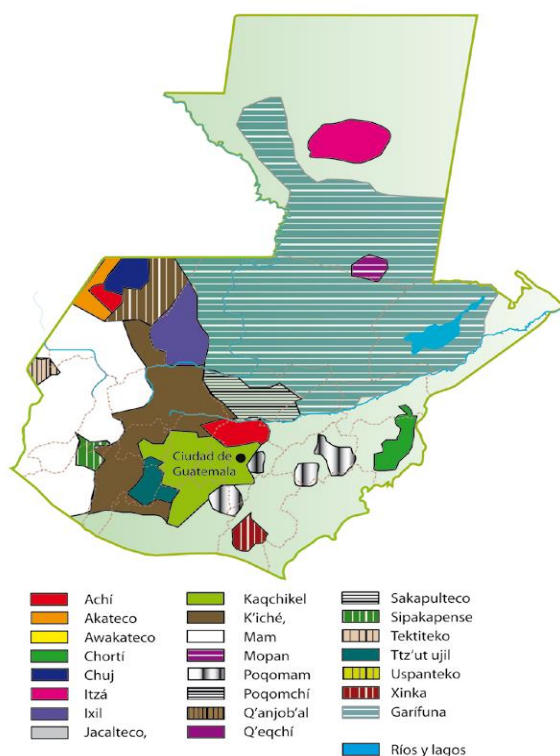 Ciudad de
Guatemala
Achí
Akateco
Awakateco
Chortí
Chuj
Itzá
Ixil
Jacalteco,
Kaqchikel
K'iché,
Mam
Mopan
Poqomam
Poqomchí
Q'anjob'al
Q'eqchí
Sakapulteco
Sipakapense
Tektiteko
Ttz'ut ujil
Uspanteko
Xinka
Garífuna
Ríos y lagos